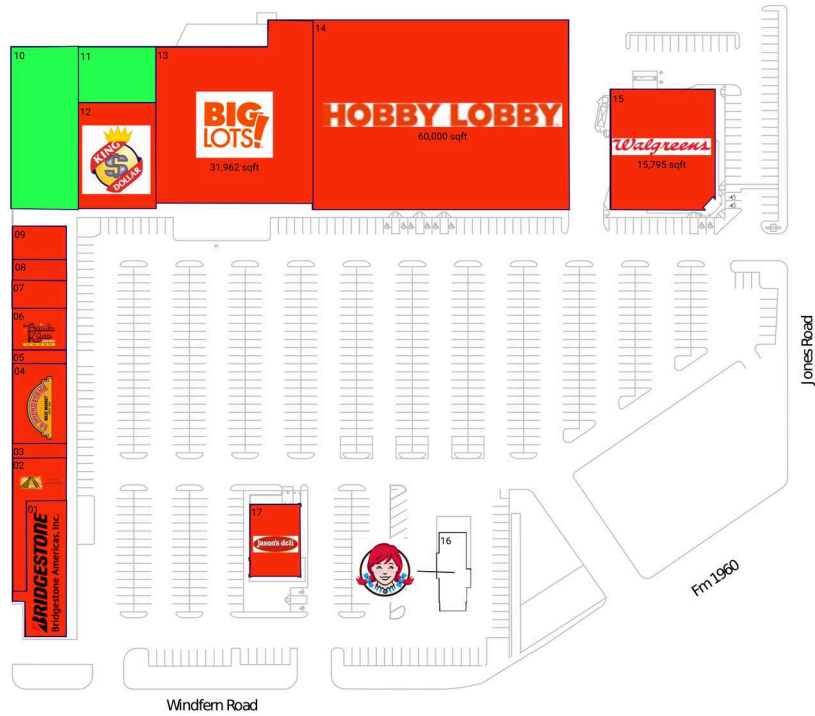 10
11
12
KING
$
DOLLAR
13
BIG
LOTS!
31,962 sqft
14
HOBBY LOBBY
60,000 sqft
15
Walgreens
15,795 sqft
09
08
07
06
05
04
MEAT MARKET
03
02
01
BRIDGESTONE
Bridgestone Americas, Inc.
17
jason's deli
16
Jones Road
Fm 1960
Windfern Road